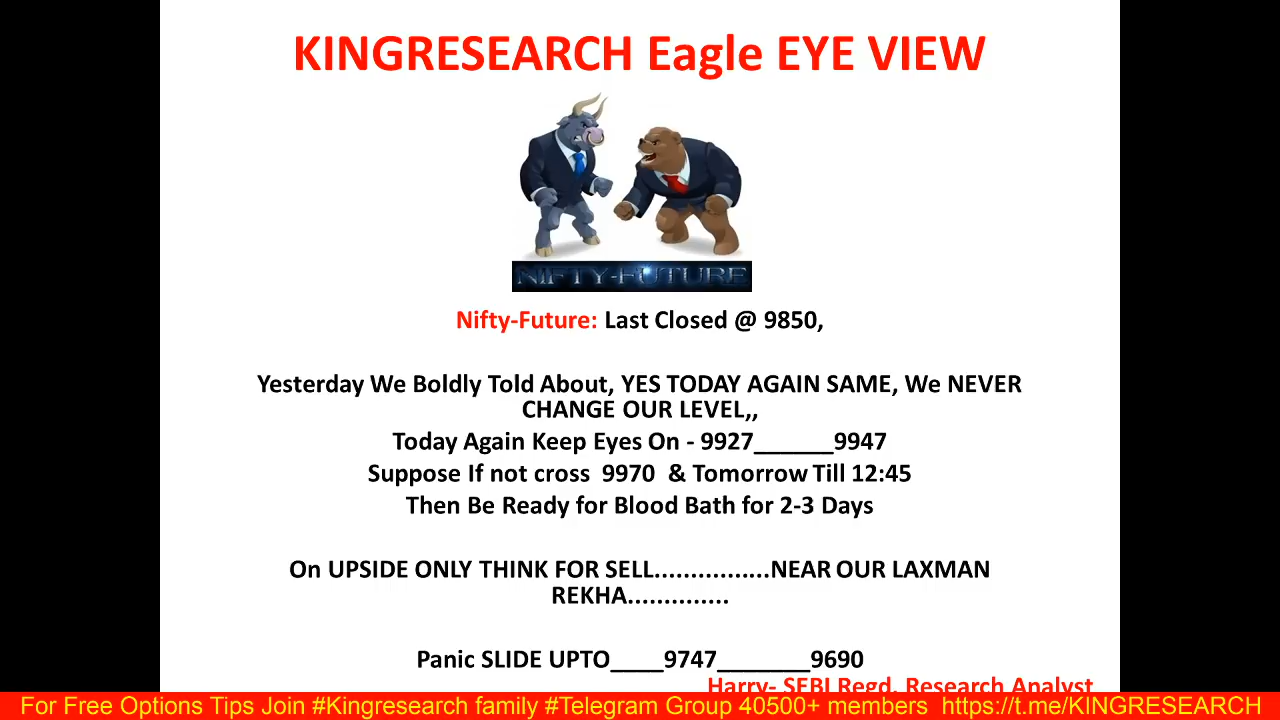 KINGRESEARCH Eagle EYE VIEW
NIFTY-FUTURE
Nifty-Future: Last Closed @ 9850,
Yesterday We Boldly Told About, YES TODAY AGAIN SAME, We NEVER
CHANGE OUR LEVEL,,
Today Again Keep Eyes On - 9927______9947
Suppose If not cross 9970 & Tomorrow Till 12:45
Then Be Ready for Blood Bath for 2-3 Days
On UPSIDE ONLY THINK FOR SELL................NEAR OUR LAXMAN
REKHA..............
Panic SLIDE UPTO____9747_______9690
Harry- SEBI Regd. Research Analyst
For Free Options Tips Join #Kingresearch family #Telegram Group 40500+ members https://t.me/KINGRESEARCH